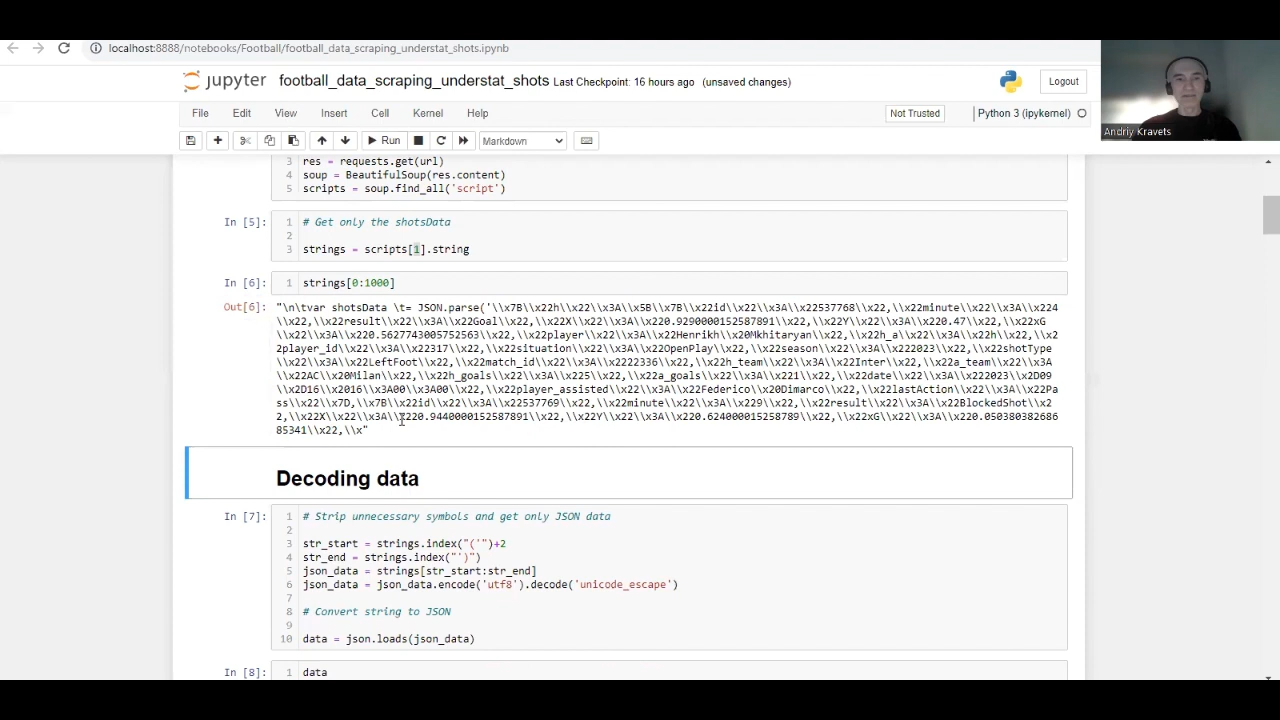 localhost:8888/notebooks/Football/football_data_scraping_understat_shots.ipynb
jupyter football_data_scraping_understat_shots Last Checkpoint: 16 hours ago (unsaved changes)
Logout
Andriy Kravets
File Edit View Insert Cell Kernel Help
Not Trusted
Python 3 (ipykernel)
Run
Markdown
3 res = requests.get(url)
4 soup = BeautifulSoup(res.content)
5 scripts = soup.find_all('script')
In [5]: 1 # Get only the shotsData
2
3 strings = scripts[1].string
In [6]: 1 strings[0:1000]
Out[6]: "\n\tvar shotsData \t= JSON.parse('\\x7B\\x22h\\x22\\x3A\\x5B\\x7B\\x22id\\x22\\x3A\\x22537768\\x22,\\x22minute\\x22\\x3A\\x224
\\x22,\\x22result\\x22\\x3A\\x22Goal\\x22,\\x22X\\x22\\x3A\\x220.9290000152587891\\x22,\\x22Y\\x22\\x3A\\x220.47\\x22,\\x22xG
\\x22\\x3A\\x220.5627743005752563\\x22,\\x22player\\x22\\x3A\\x22Henrikh\\x20Mkhitaryan\\x22,\\x22h_a\\x22\\x3A\\x22h\\x22,\\x2
2player_id\\x22\\x3A\\x22317\\x22,\\x22situation\\x22\\x3A\\x22OpenPlay\\x22,\\x22season\\x22\\x3A\\x222023\\x22,\\x22shotType
\\x22\\x3A\\x22LeftFoot\\x22,\\x22match_id\\x22\\x3A\\x2222336\\x22,\\x22h_team\\x22\\x3A\\x22Inter\\x22,\\x22a_team\\x22\\x3A
\\x22AC\\x20Milan\\x22,\\x22h_goals\\x22\\x3A\\x225\\x22,\\x22a_goals\\x22\\x3A\\x221\\x22,\\x22date\\x22\\x3A\\x222023\\x2D09
\\x2D16\\x2016\\x3A00\\x3A00\\x22,\\x22player_assisted\\x22\\x3A\\x22Federico\\x20Dimarco\\x22,\\x22lastAction\\x22\\x3A\\x22Pa
ss\\x22\\x7D,\\x7B\\x22id\\x22\\x3A\\x22537769\\x22,\\x22minute\\x22\\x3A\\x229\\x22,\\x22result\\x22\\x3A\\x22BlockedShot\\x2
2,\\x22X\\x22\\x3A\\x220.9440000152587891\\x22,\\x22Y\\x22\\x3A\\x220.624000015258789\\x22,\\x22xG\\x22\\x3A\\x220.050380382686
85341\\x22,\\x"
Decoding data
In [7]: 1 # Strip unnecessary symbols and get only JSON data
2
3 str_start = strings.index("('")+2
4 str_end = strings.index("')")
5 json_data = strings[str_start:str_end]
6 json_data = json_data.encode('utf8').decode('unicode_escape')
7
8 # Convert string to JSON
9
10 data = json.loads(json_data)
In [8]: 1 data